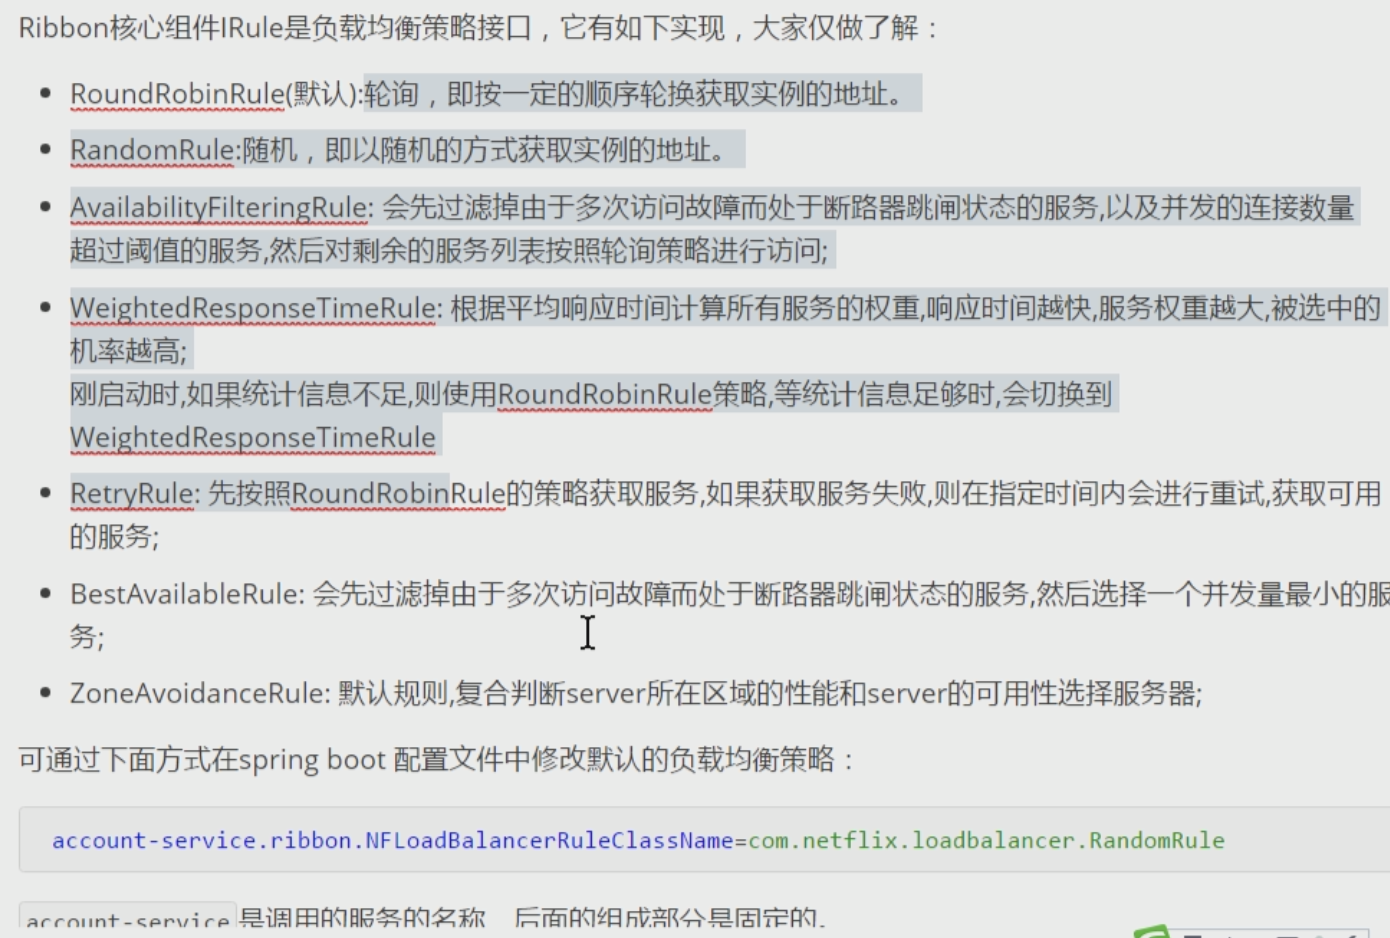 Ribbon核心组件IRule是负载均衡策略接口，它有如下实现，大家仅做了解：
RoundRobinRule(默认):轮询，即按一定的顺序轮换获取实例的地址。
RandomRule:随机，即以随机的方式获取实例的地址。
AvailabilityFilteringRule: 会先过滤掉由于多次访问故障而处于断路器跳闸状态的服务,以及并发的连接数量
超过阈值的服务,然后对剩余的服务列表按照轮询策略进行访问;
WeightedResponseTimeRule: 根据平均响应时间计算所有服务的权重,响应时间越快,服务权重越大,被选中的
机率越高;
刚启动时,如果统计信息不足,则使用RoundRobinRule策略,等统计信息足够时,会切换到
WeightedResponseTimeRule
RetryRule: 先按照RoundRobinRule的策略获取服务,如果获取服务失败,则在指定时间内会进行重试,获取可用
的服务;
BestAvailableRule: 会先过滤掉由于多次访问故障而处于断路器跳闸状态的服务,然后选择一个并发量最小的服
务;
ZoneAvoidanceRule: 默认规则,复合判断server所在区域的性能和server的可用性选择服务器;
可通过下面方式在spring boot 配置文件中修改默认的负载均衡策略：
account-service.ribbon.NFLoadBalancerRuleClassName=com.netflix.loadbalancer.RandomRule
account-service是调用的服务的名称，后面的组成部分是固定的。